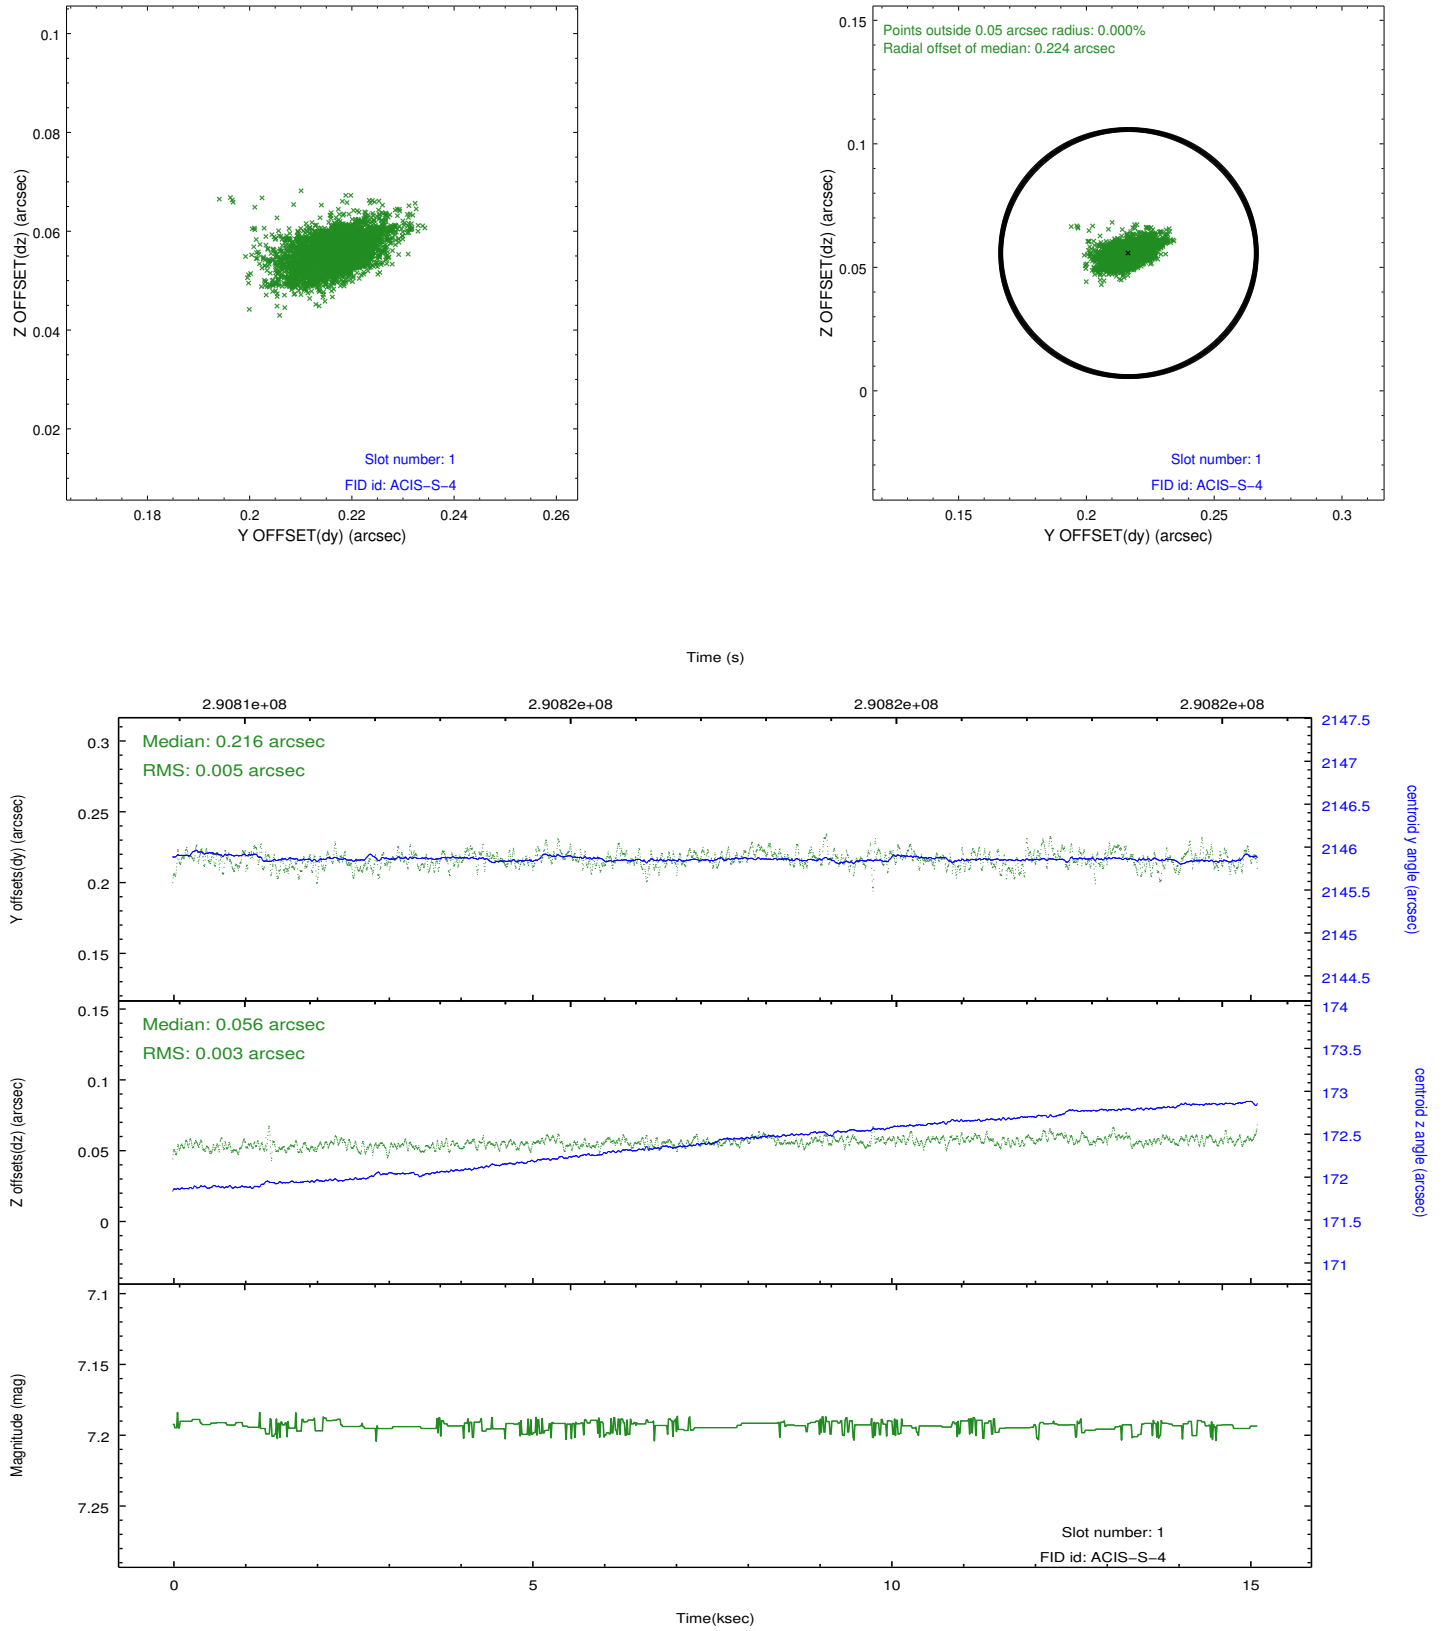 0.1
0.08
0.06
0.04
0.02
Z OFFSET(dz) (arcsec)
Slot number: 1
FID id: ACIS−S−4
0.18 0.2 0.22 0.24 0.26
Y OFFSET(dy) (arcsec)
Points outside 0.05 arcsec radius: 0.000%
Radial offset of median: 0.224 arcsec
0.15
0.1
0.05
0
Z OFFSET(dz) (arcsec)
Slot number: 1
FID id: ACIS−S−4
0.15 0.2 0.25 0.3
Y OFFSET(dy) (arcsec)
Time (s)
2.9081e+08 2.9082e+08 2.9082e+08 2.9082e+08
Median: 0.216 arcsec
RMS: 0.005 arcsec
0.3
0.25
0.2
0.15
Y offsets(dy) (arcsec)
2147.5
2147
2146.5
2146
2145.5
2145
2144.5
centroid y angle (arcsec)
Median: 0.056 arcsec
RMS: 0.003 arcsec
0.15
0.1
0.05
0
Z offsets(dz) (arcsec)
174
173.5
173
172.5
172
171.5
171
centroid z angle (arcsec)
7.1
7.15
7.2
7.25
Magnitude (mag)
Slot number: 1
FID id: ACIS−S−4
0 5 10 15
Time(ksec)